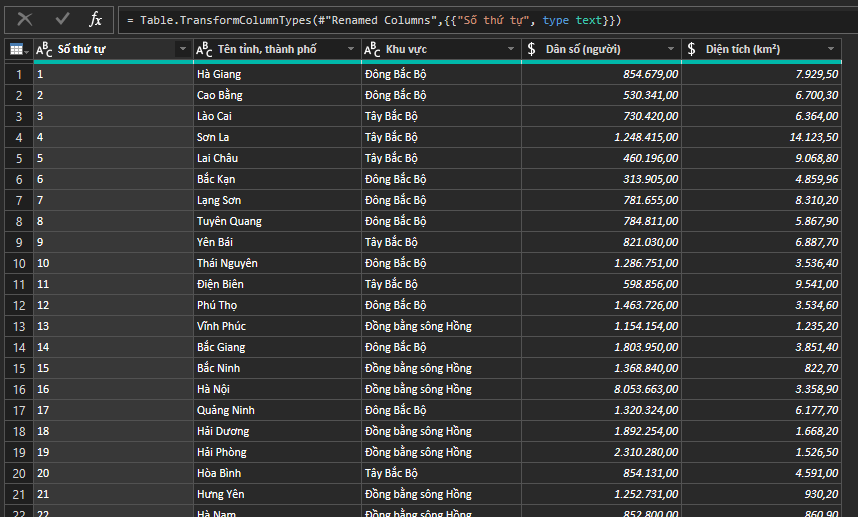 fx = Table.TransformColumnTypes(#"Renamed Columns",{{"Số thứ tự", type text}})
ABC Số thứ tự ABC Tên tỉnh, thành phố ABC Khu vực $ Dân số (người) $ Diện tích (km²)
1 1 Hà Giang Đông Bắc Bộ 854.679,00 7.929,50
2 2 Cao Bằng Đông Bắc Bộ 530.341,00 6.700,30
3 3 Lào Cai Tây Bắc Bộ 730.420,00 6.364,00
4 4 Sơn La Tây Bắc Bộ 1.248.415,00 14.123,50
5 5 Lai Châu Tây Bắc Bộ 460.196,00 9.068,80
6 6 Bắc Kạn Đông Bắc Bộ 313.905,00 4.859,96
7 7 Lạng Sơn Đông Bắc Bộ 781.655,00 8.310,20
8 8 Tuyên Quang Đông Bắc Bộ 784.811,00 5.867,90
9 9 Yên Bái Tây Bắc Bộ 821.030,00 6.887,70
10 10 Thái Nguyên Đông Bắc Bộ 1.286.751,00 3.536,40
11 11 Điện Biên Tây Bắc Bộ 598.856,00 9.541,00
12 12 Phú Thọ Đông Bắc Bộ 1.463.726,00 3.534,60
13 13 Vĩnh Phúc Đồng bằng sông Hồng 1.154.154,00 1.235,20
14 14 Bắc Giang Đông Bắc Bộ 1.803.950,00 3.851,40
15 15 Bắc Ninh Đồng bằng sông Hồng 1.368.840,00 822,70
16 16 Hà Nội Đồng bằng sông Hồng 8.053.663,00 3.358,90
17 17 Quảng Ninh Đông Bắc Bộ 1.320.324,00 6.177,70
18 18 Hải Dương Đồng bằng sông Hồng 1.892.254,00 1.668,20
19 19 Hải Phòng Đồng bằng sông Hồng 2.310.280,00 1.526,50
20 20 Hòa Bình Tây Bắc Bộ 854.131,00 4.591,00
21 21 Hưng Yên Đồng bằng sông Hồng 1.252.731,00 930,20
22 22 Hà Nam Đồng bằng sông Hồng 852.800,00 860,90